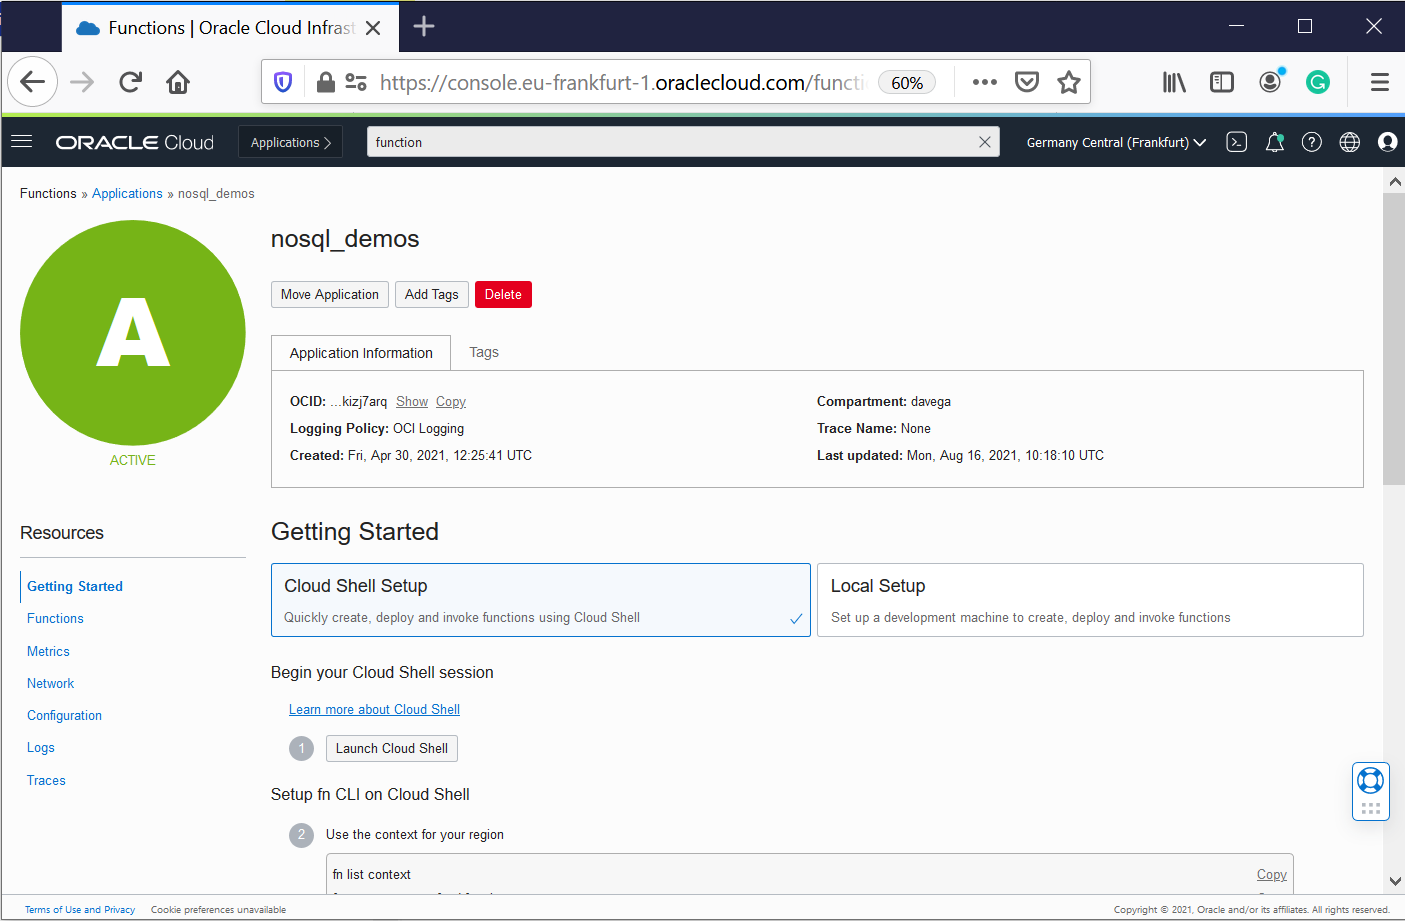 Functions | Oracle Cloud Infrast
https://console.eu-frankfurt-1.oraclecloud.com/functi 60%
ORACLE Cloud Applications function Germany Central (Frankfurt)
Functions » Applications » nosql_demos
A
ACTIVE
nosql_demos
Move Application Add Tags Delete
Application Information Tags
OCID: ...kizj7arq Show Copy
Compartment: davega
Logging Policy: OCI Logging
Trace Name: None
Created: Fri, Apr 30, 2021, 12:25:41 UTC
Last updated: Mon, Aug 16, 2021, 10:18:10 UTC
Resources
Getting Started
Functions
Metrics
Network
Configuration
Logs
Traces
Getting Started
Cloud Shell Setup
Quickly create, deploy and invoke functions using Cloud Shell
Local Setup
Set up a development machine to create, deploy and invoke functions
Begin your Cloud Shell session
Learn more about Cloud Shell
1 Launch Cloud Shell
Setup fn CLI on Cloud Shell
2 Use the context for your region
fn list context Copy
Terms of Use and Privacy Cookie preferences unavailable
Copyright © 2021, Oracle and/or its affiliates. All rights reserved.